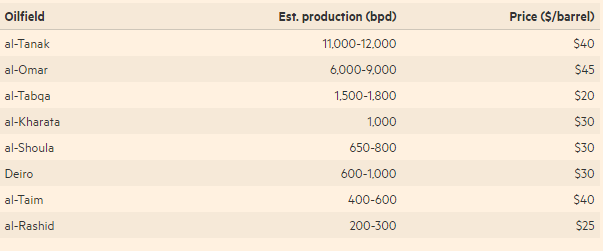 Oilfield Est. production (bpd) Price ($/barrel)
al-Tanak 11,000-12,000 $40
al-Omar 6,000-9,000 $45
al-Tabqa 1,500-1,800 $20
al-Kharata 1,000 $30
al-Shoula 650-800 $30
Deiro 600-1,000 $30
al-Taim 400-600 $40
al-Rashid 200-300 $25